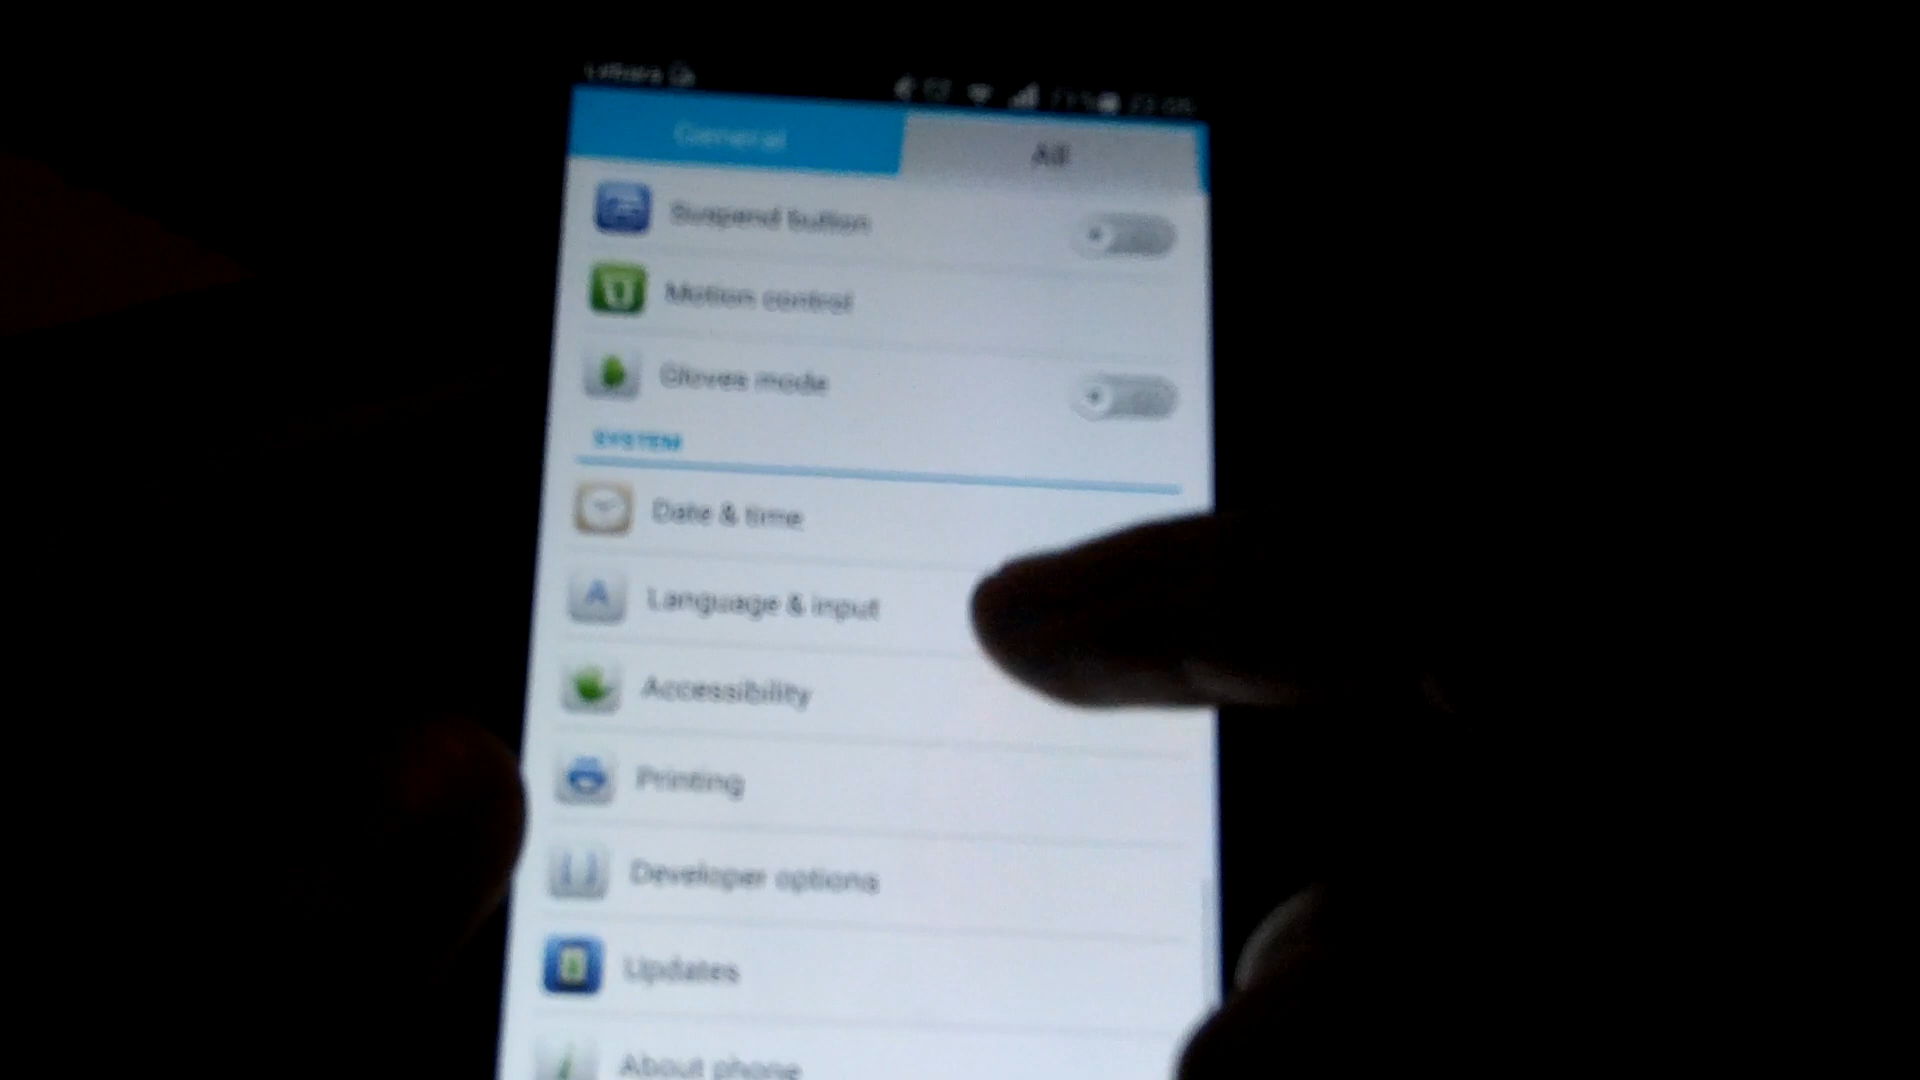 General All
Suspend button
Motion control
Gloves mode
SYSTEM
Date & time
Language & input
Accessibility
Printing
Developer options
Updates
About phone